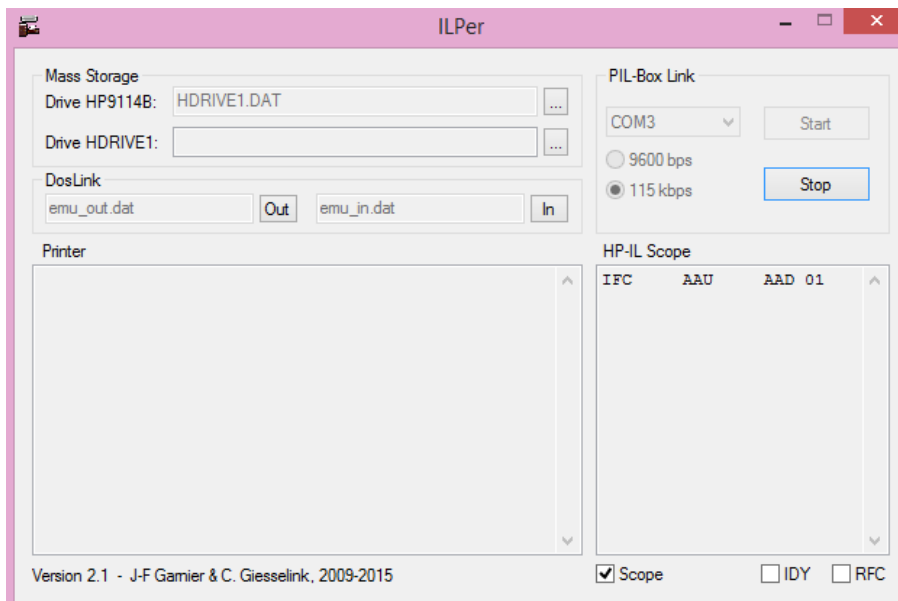 ILPer
Mass Storage
Drive HP9114B: HDRIVE1.DAT ...
Drive HDRIVE1: ...
DosLink
emu_out.dat Out emu_in.dat In
PIL-Box Link
COM3 Start
9600 bps
115 kbps Stop
Printer
HP-IL Scope
IFC AAU AAD 01
Version 2.1 - J-F Garnier & C. Giesselink, 2009-2015
Scope IDY RFC